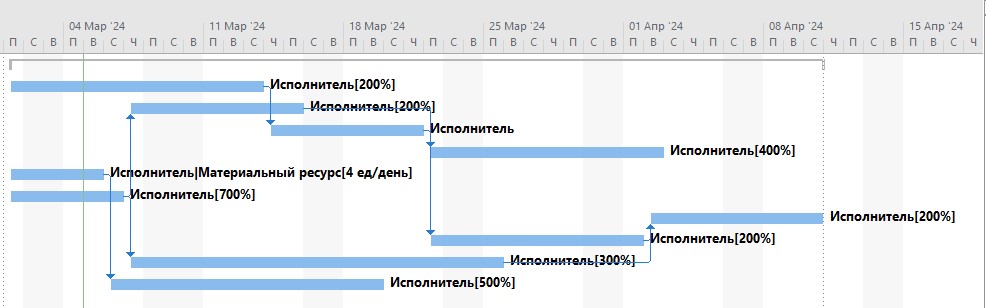 04 Мар '24 11 Мар '24 18 Мар '24 25 Мар '24 01 Апр '24 08 Апр '24 15 Апр '24
П С В П В С Ч П С В П В С Ч П С В П В С Ч П С В П В С Ч П С В П В С Ч П С В П В С Ч П С В П В С Ч
Исполнитель[200%]
Исполнитель[200%]
Исполнитель
Исполнитель[400%]
Исполнитель|Материальный ресурс[4 ед/день]
Исполнитель[700%]
Исполнитель[200%]
Исполнитель[200%]
Исполнитель[300%]
Исполнитель[500%]